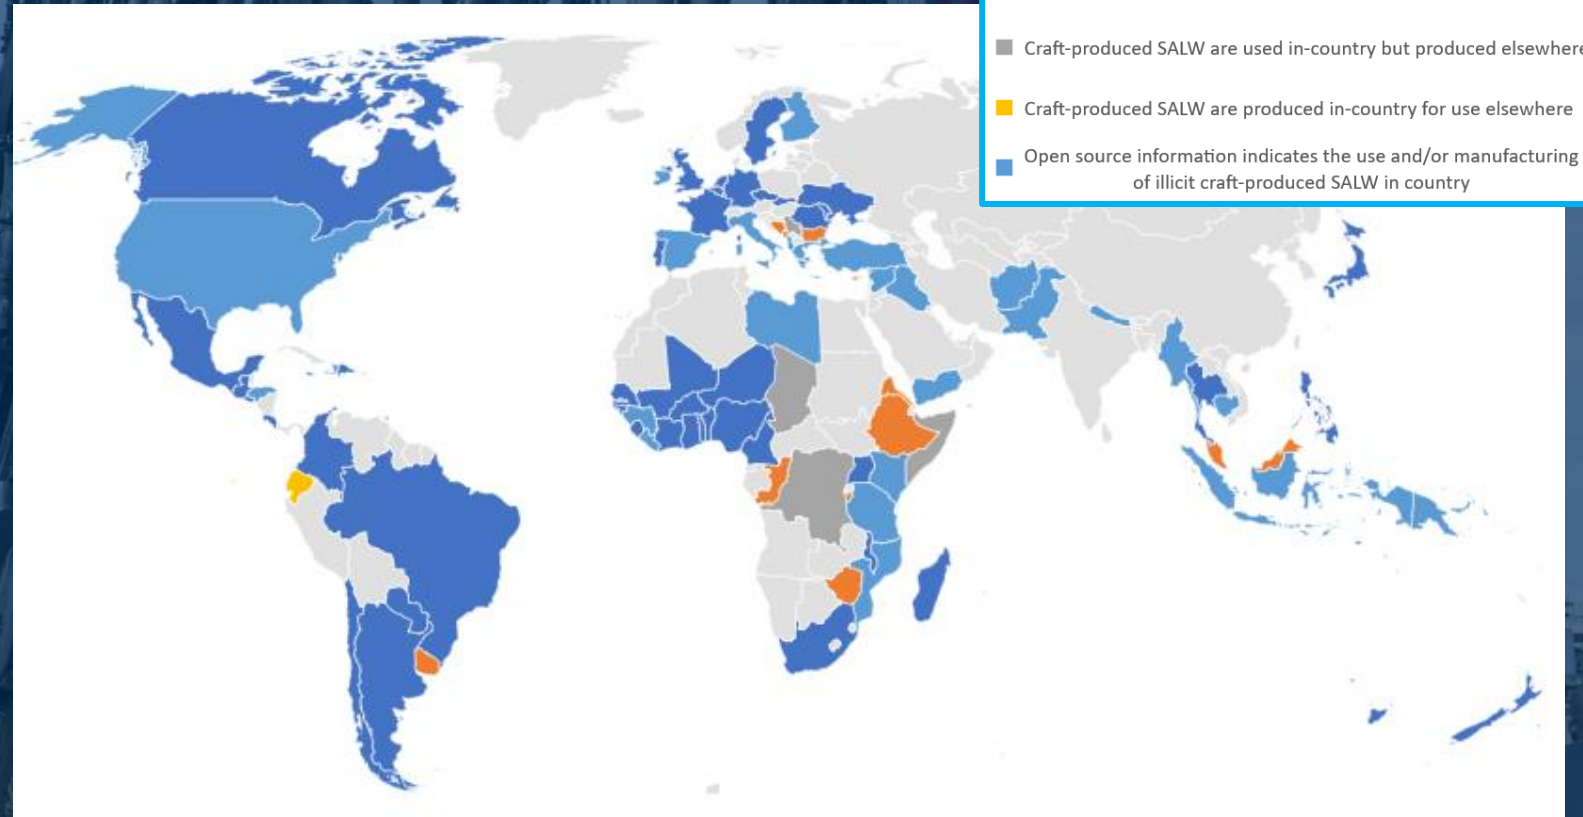 Craft-produced SALW are used in-country but produced elsewhere
Craft-produced SALW are produced in-country for use elsewhere
Open source information indicates the use and/or manufacturing
of illicit craft-produced SALW in country